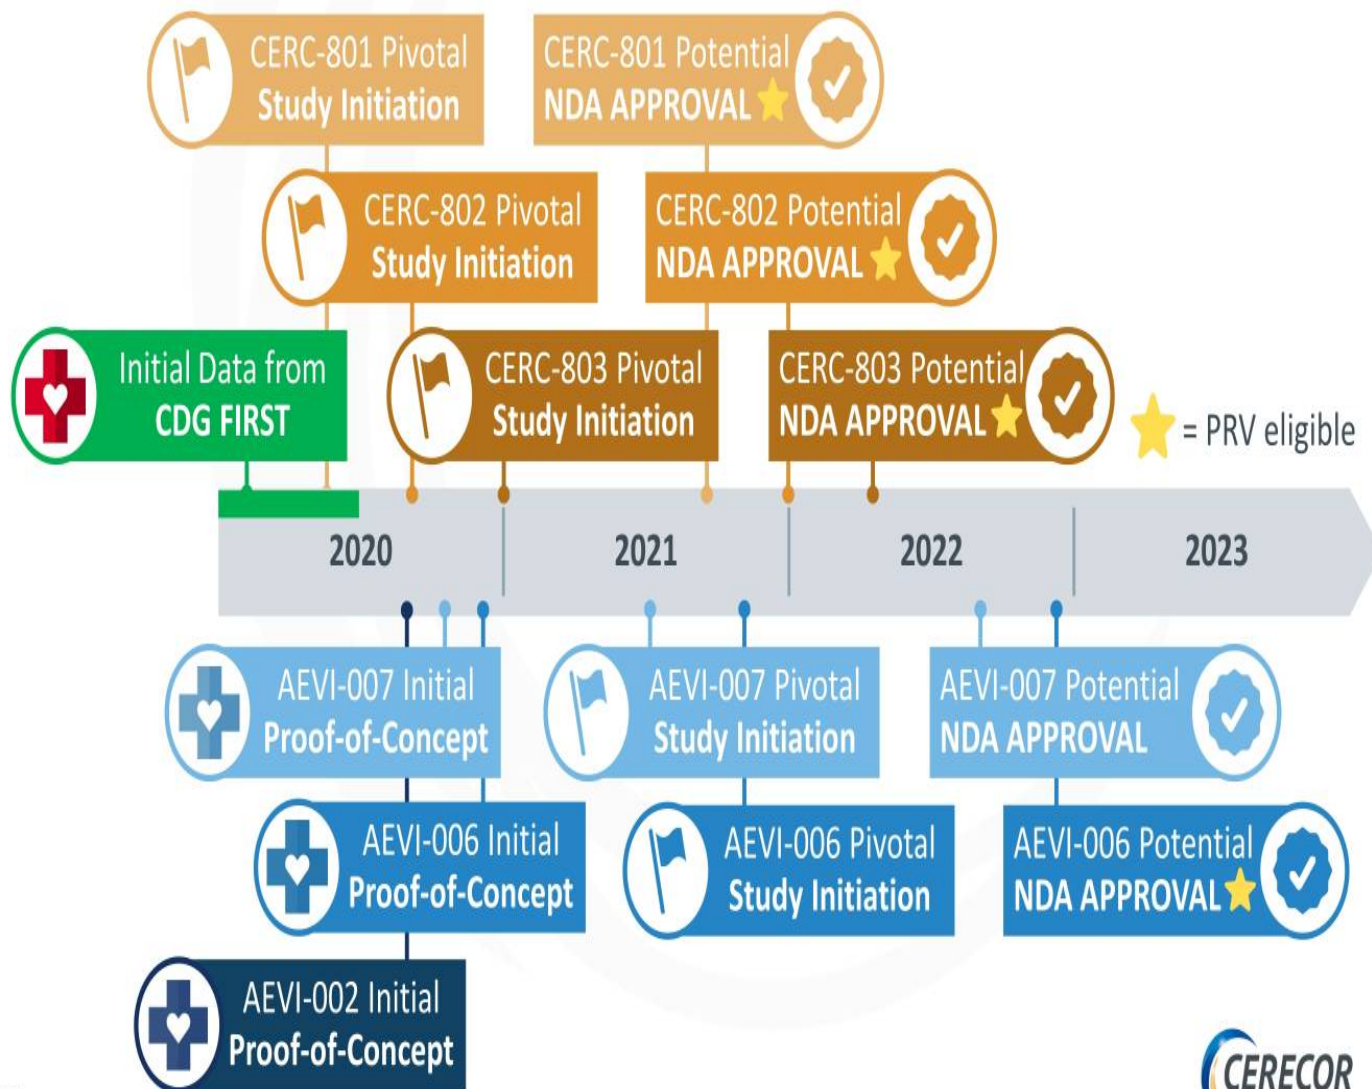 CERC-801 Pivotal
Study Initiation
CERC-801 Potential
NDA APPROVAL
CERC-802 Pivotal
Study Initiation
CERC-802 Potential
NDA APPROVAL
Initial Data from
CDG FIRST
CERC-803 Pivotal
Study Initiation
CERC-803 Potential
NDA APPROVAL
= PRV eligible
2020
2021
2022
2023
AEVI-007 Initial
Proof-of-Concept
AEVI-007 Pivotal
Study Initiation
AEVI-007 Potential
NDA APPROVAL
AEVI-006 Initial
Proof-of-Concept
AEVI-006 Pivotal
Study Initiation
AEVI-006 Potential
NDA APPROVAL
AEVI-002 Initial
Proof-of-Concept
CERECOR